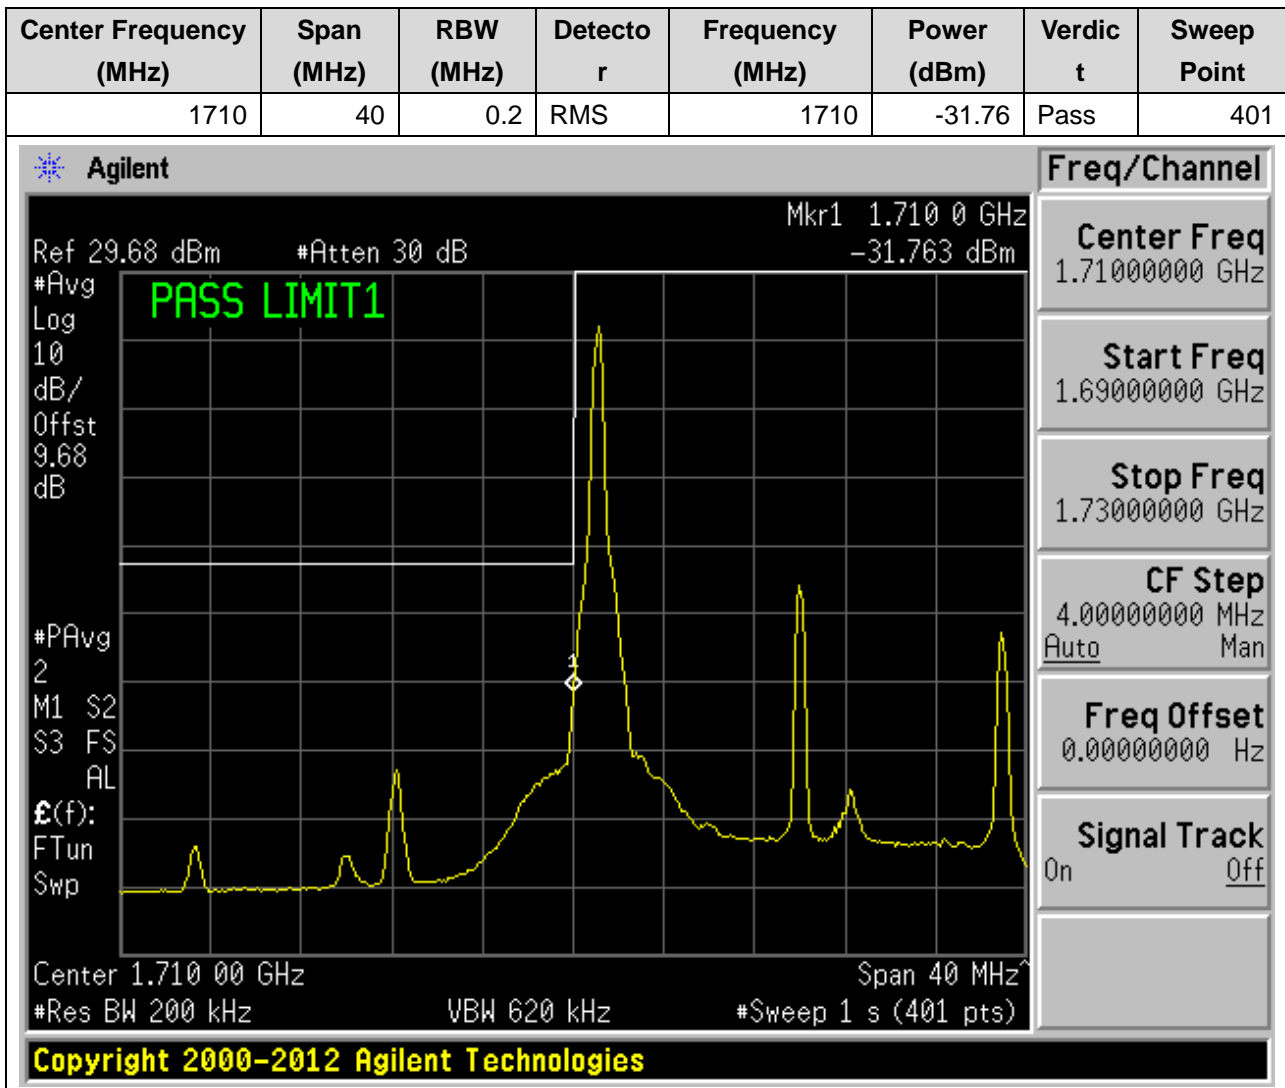 Center Frequency (MHz) Span (MHz) RBW (MHz) Detecto r Frequency (MHz) Power (dBm) Verdic t Sweep Point
1710 40 0.2 RMS 1710 -31.76 Pass 401
Agilent
Freq/Channel
Mkr1 1.710 0 GHz
Ref 29.68 dBm #Atten 30 dB -31.763 dBm
#Avg
Log
10
dB/
Offst
9.68
dB
PASS LIMIT1
1
#PAvg
2
M1 S2
S3 FS
AL
£(f):
FTun
Swp
Center 1.710 00 GHz Span 40 MHz^
#Res BW 200 kHz VBW 620 kHz #Sweep 1 s (401 pts)
Center Freq
1.71000000 GHz
Start Freq
1.69000000 GHz
Stop Freq
1.73000000 GHz
CF Step
4.00000000 MHz
Auto Man
Freq Offset
0.00000000 Hz
Signal Track
On Off
Copyright 2000-2012 Agilent Technologies